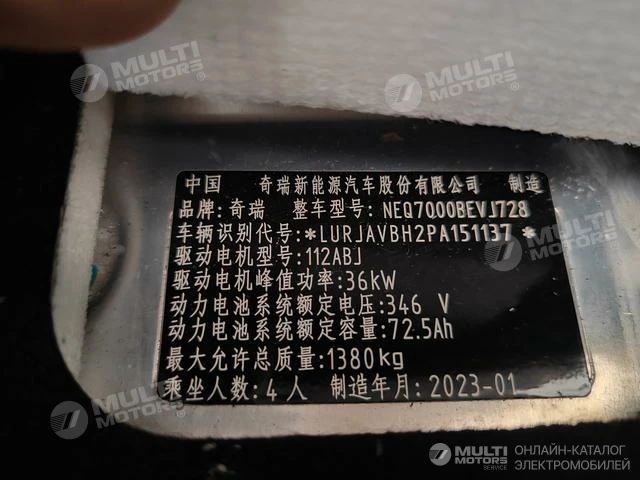 MULTI MOTORS
MULTI MOTORS
中国 奇瑞新能源汽车股份有限公司 制造
品牌:奇瑞 整车型号:NEQ7000BEVJ728
车辆识别代号:*LURJAVBH2PA151137*
驱动电机型号:112ABJ
驱动电机峰值功率:36kW
动力电池系统额定电压:346 V
动力电池系统额定容量:72.5Ah
最大允许总质量:1380kg
乘坐人数:4人 制造年月:2023-01
MULTI MOTORS
MULTI MOTORS
MULTI MOTORS SERVICE
ОНЛАЙН-КАТАЛОГ
ЭЛЕКТРОМОБИЛЕЙ